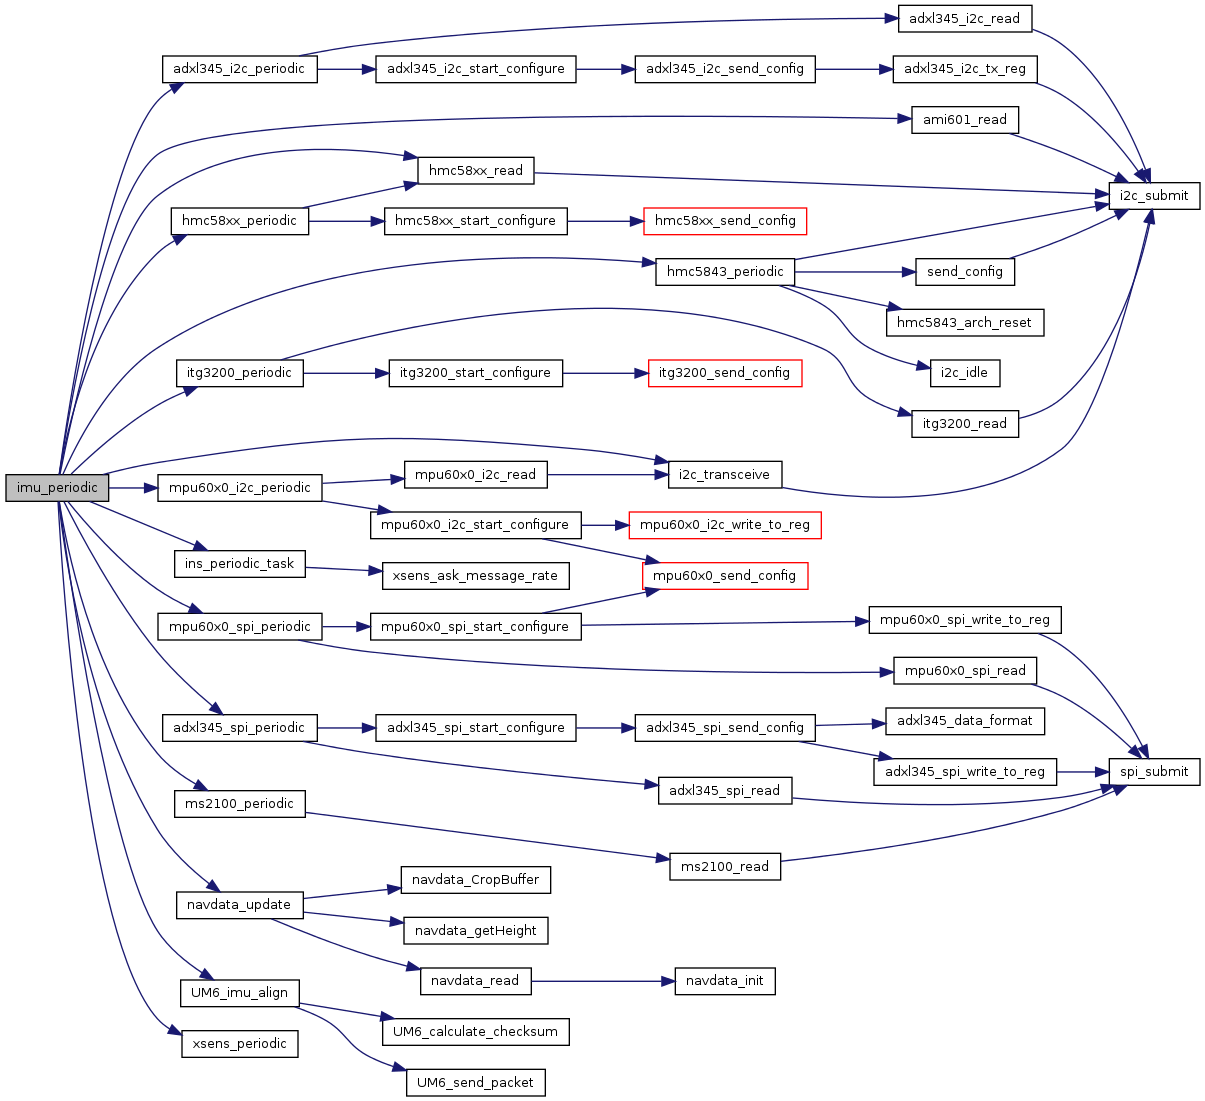 adxl345_i2c_read
adxl345_i2c_periodic
adxl345_i2c_start_configure
adxl345_i2c_send_config
adxl345_i2c_tx_reg
ami601_read
hmc58xx_read
i2c_submit
hmc58xx_periodic
hmc58xx_start_configure
hmc58xx_send_config
hmc5843_periodic
send_config
hmc5843_arch_reset
itg3200_periodic
itg3200_start_configure
itg3200_send_config
i2c_idle
itg3200_read
imu_periodic
mpu60x0_i2c_periodic
mpu60x0_i2c_read
i2c_transceive
mpu60x0_i2c_start_configure
mpu60x0_i2c_write_to_reg
ins_periodic_task
xsens_ask_message_rate
mpu60x0_send_config
mpu60x0_spi_periodic
mpu60x0_spi_start_configure
mpu60x0_spi_write_to_reg
mpu60x0_spi_read
adxl345_spi_periodic
adxl345_spi_start_configure
adxl345_spi_send_config
adxl345_data_format
adxl345_spi_write_to_reg
spi_submit
adxl345_spi_read
ms2100_periodic
ms2100_read
navdata_CropBuffer
navdata_update
navdata_getHeight
navdata_read
navdata_init
UM6_imu_align
UM6_calculate_checksum
xsens_periodic
UM6_send_packet